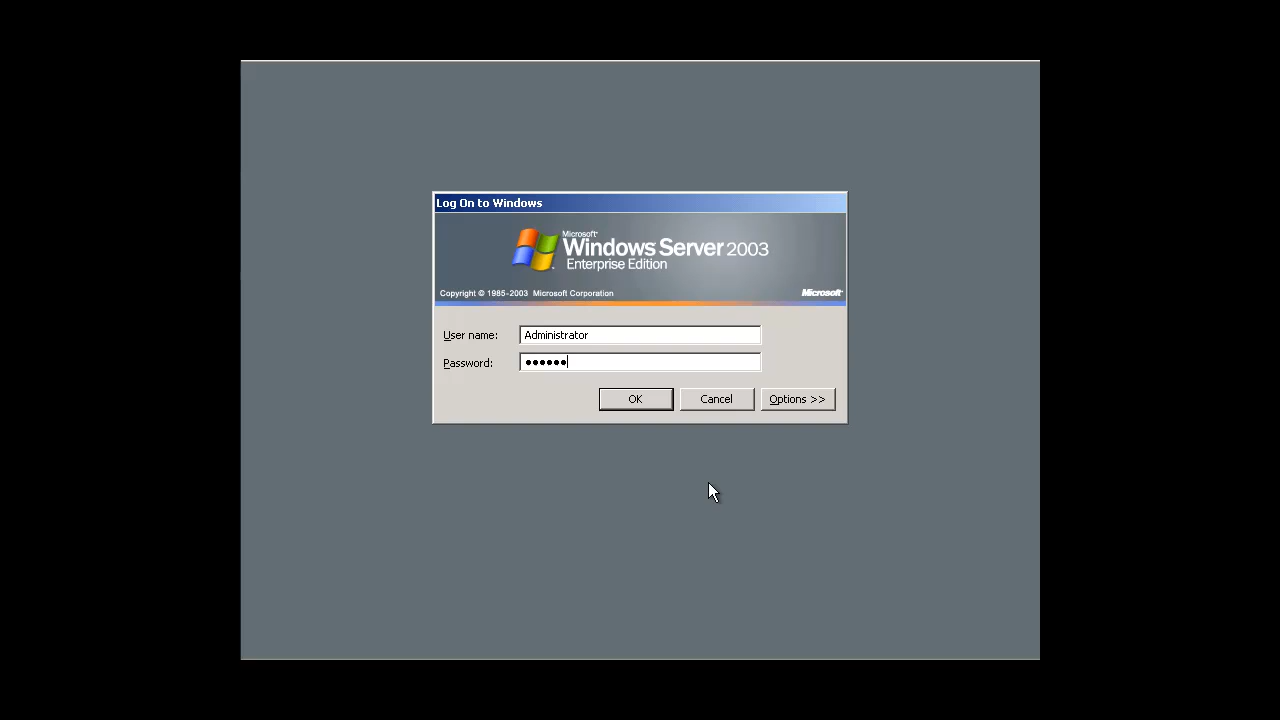 Log On to Windows
Microsoft®
Windows Server 2003
Enterprise Edition
Copyright © 1985-2003 Microsoft Corporation Microsoft®
User name: Administrator
Password: ●●●●●●
OK Cancel Options >>